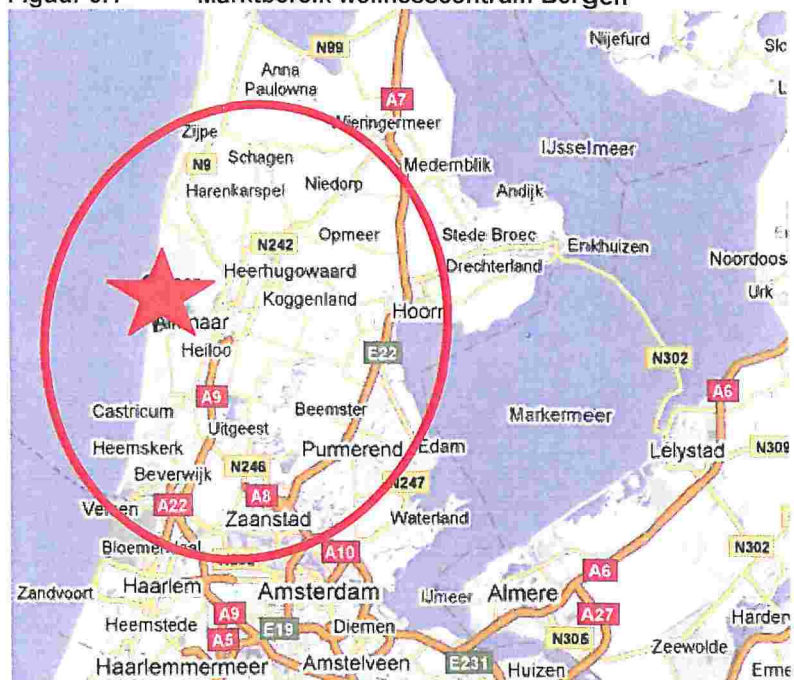 Marktbereik wellnesscentrum Bergen
N99
Nijefurd
Anna
Paulowna
A7
Wieringermeer
Zijpe
IJsselmeer
N9
Schagen
Medemblik
Harenkarspel
Niedorp
Andijk
N242
Opmeer
Stede Broec
Enkhuizen
Heerhugowaard
Drechterland
Noordoos
Koggenland
Urk
Hoorn
Heiloo
E22
N302
A9
A6
Castricum
Beemster
Markermeer
Uitgeest
Heemskerk
Purmerend
Edam
Lelystad
N309
Beverwijk
N246
N247
A22
A8
Zaanstad
Waterland
A10
N302
A6
Zandvoort
Haarlem
Amsterdam
IJmeer
Almere
A9
A27
Harder
Heemstede
E19
Diemen
N305
A5
Zeewolde
Haarlemmermeer
Amstelveen
E231
Huizen
Erme